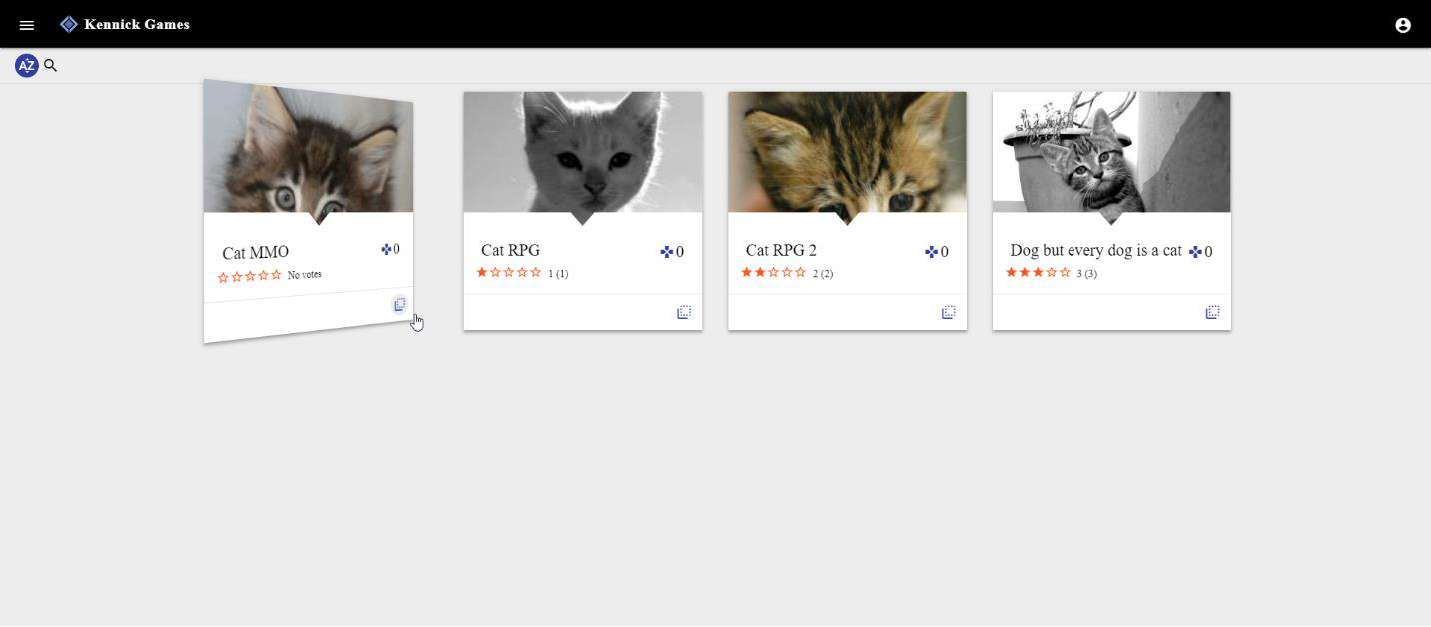 Kennick Games
AZ
Cat MMO
0
No votes
Cat RPG
0
1 (1)
Cat RPG 2
0
2 (2)
Dog but every dog is a cat
0
3 (3)